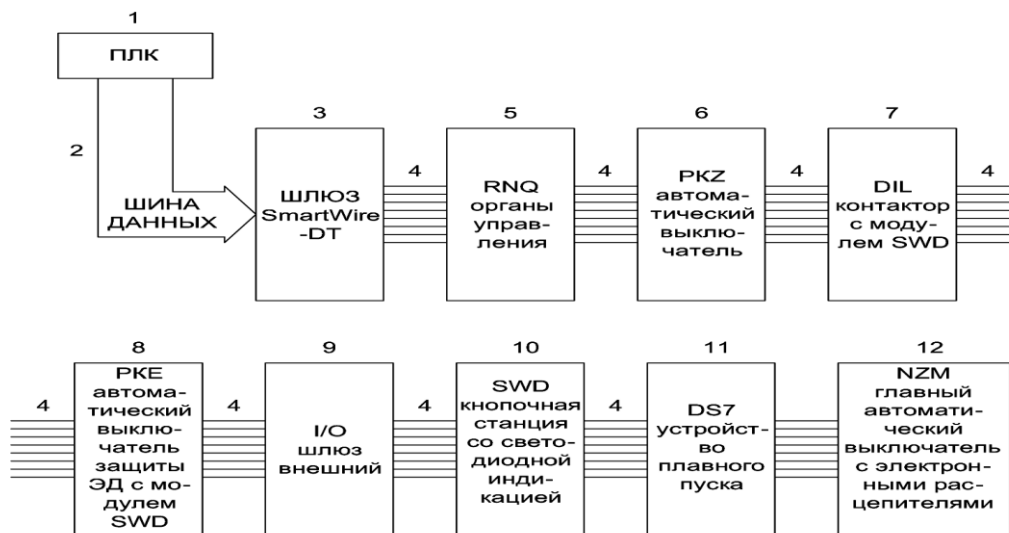 1
ПЛК
2
ШИНА
ДАННЫХ
3
ШЛЮЗ
SmartWire
-DT
4
5
RNQ
органы
управ-
ления
4
6
PKZ
автома-
тический
выклю-
чатель
4
7
DIL
контактор
с моду-
лем SWD
4
4
8
PKE
автома-
тический
выклю-
чатель
защиты
ЭД с мо-
дулем
SWD
4
9
I/O
шлюз
внешний
4
10
SWD
кнопочная
станция
со свето-
диодной
инди-
кацией
4
11
DS7
устройст-
во
плавного
пуска
12
NZM
главный
автомати-
ческий
выключатель
с электрон-
ными рас-
цепителями